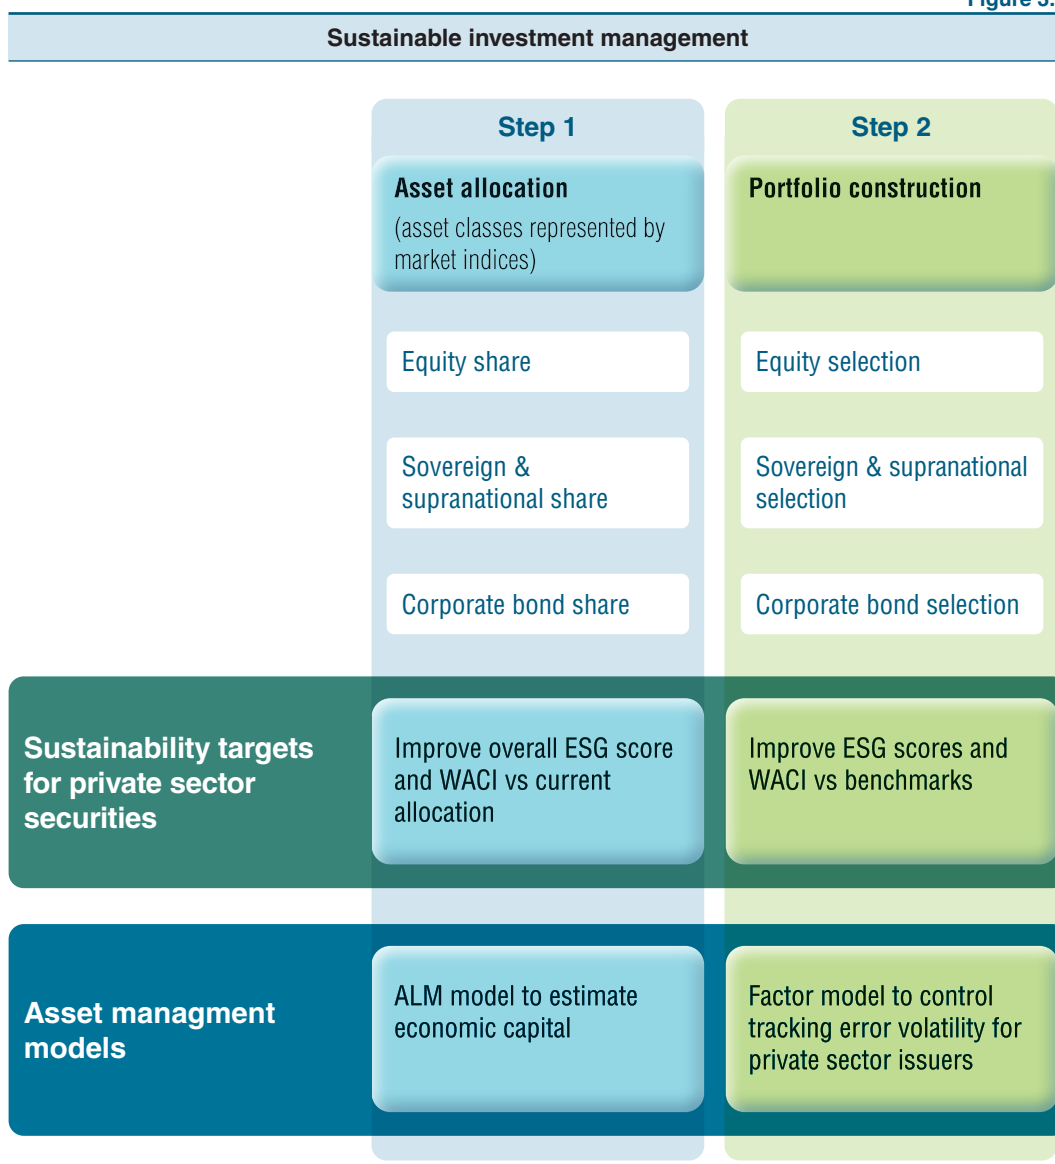 Figure 3.
Sustainable investment management
Step 1
Step 2
Asset allocation
(asset classes represented by
market indices)
Portfolio construction
Equity share
Equity selection
Sovereign &
supranational share
Sovereign & supranational
selection
Corporate bond share
Corporate bond selection
Sustainability targets
for private sector
securities
Improve overall ESG score
and WACI vs current
allocation
Improve ESG scores and
WACI vs benchmarks
Asset managment
models
ALM model to estimate
economic capital
Factor model to control
tracking error volatility for
private sector issuers